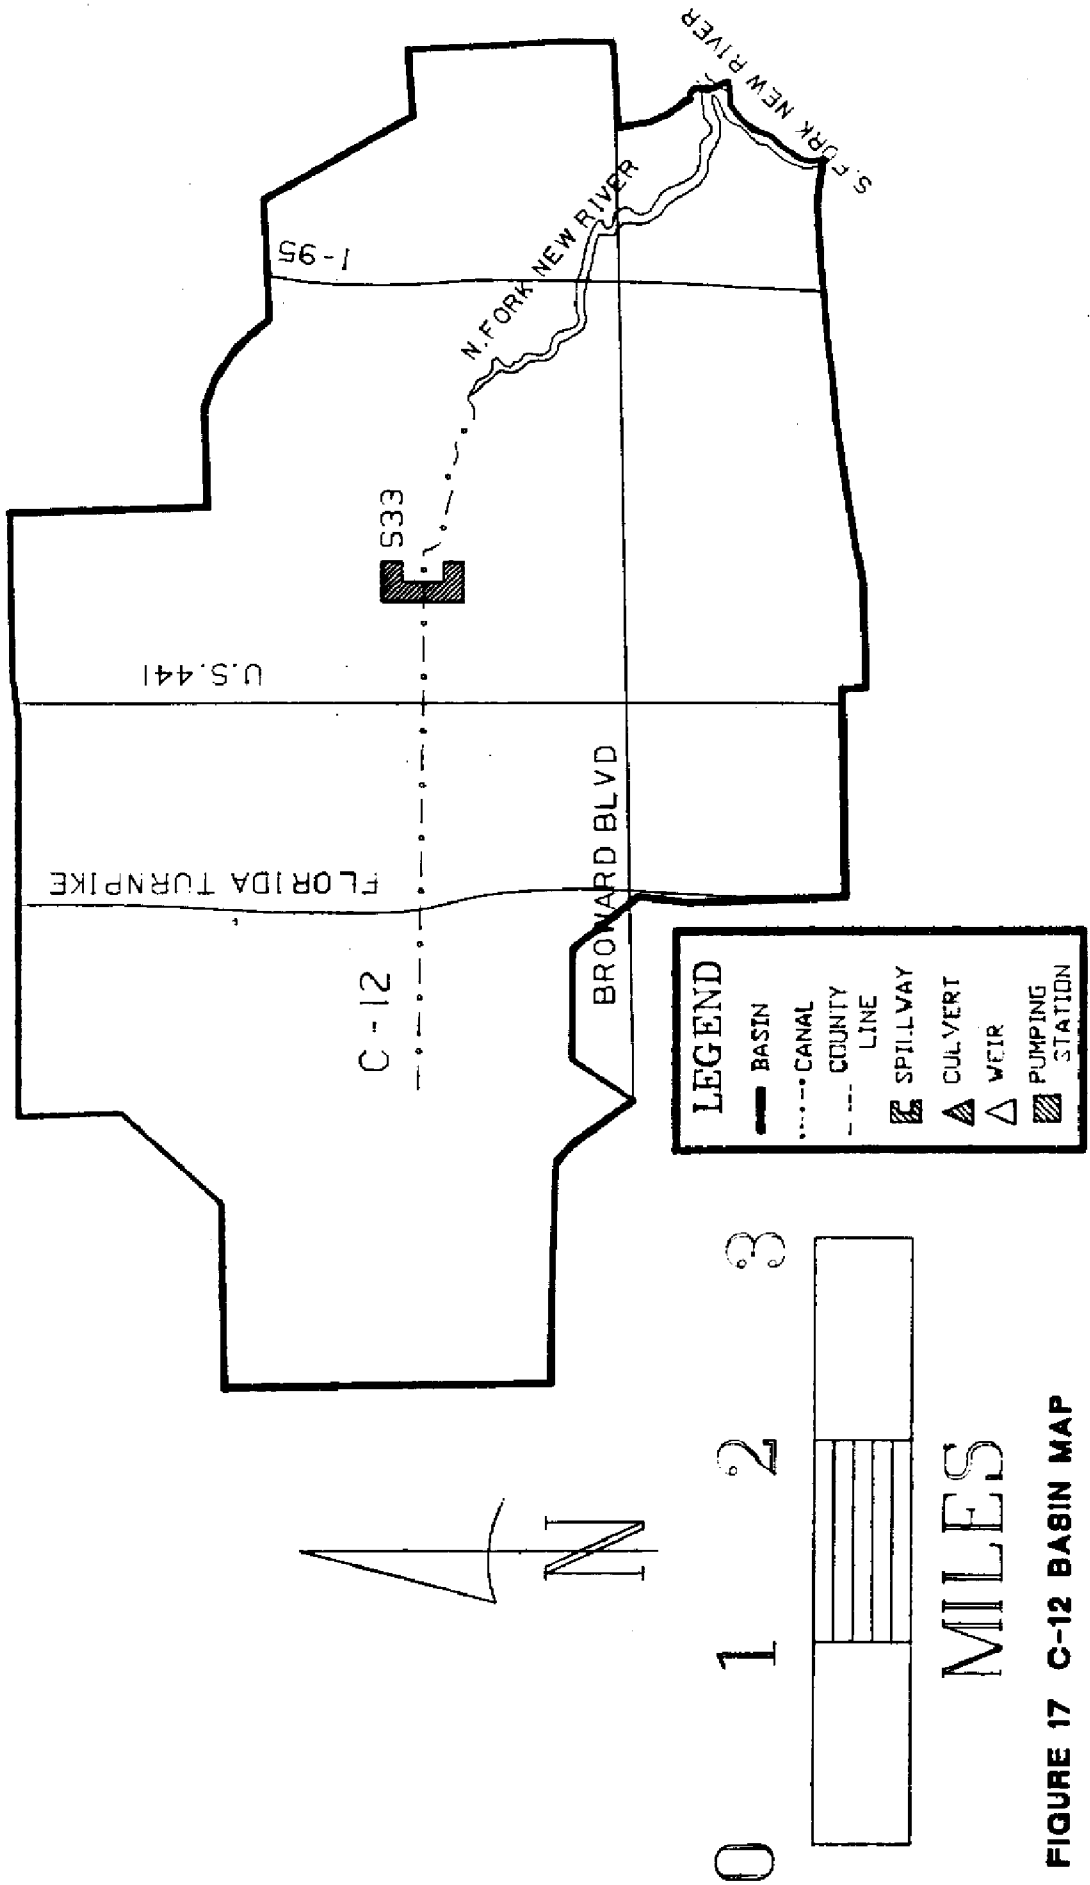 S. FORK NEW RIVER
RIVER
N. FORK NEW RIVER
I-95
S33
U.S. 441
FLORIDA TURNPIKE
BROWARD BLVD
C-12
LEGEND
BASIN
CANAL
COUNTY
LINE
SPILLWAY
CULVERT
WEIR
PUMPING
STATION
N
0 1 2 3
MILES
FIGURE 17 C-12 BASIN MAP